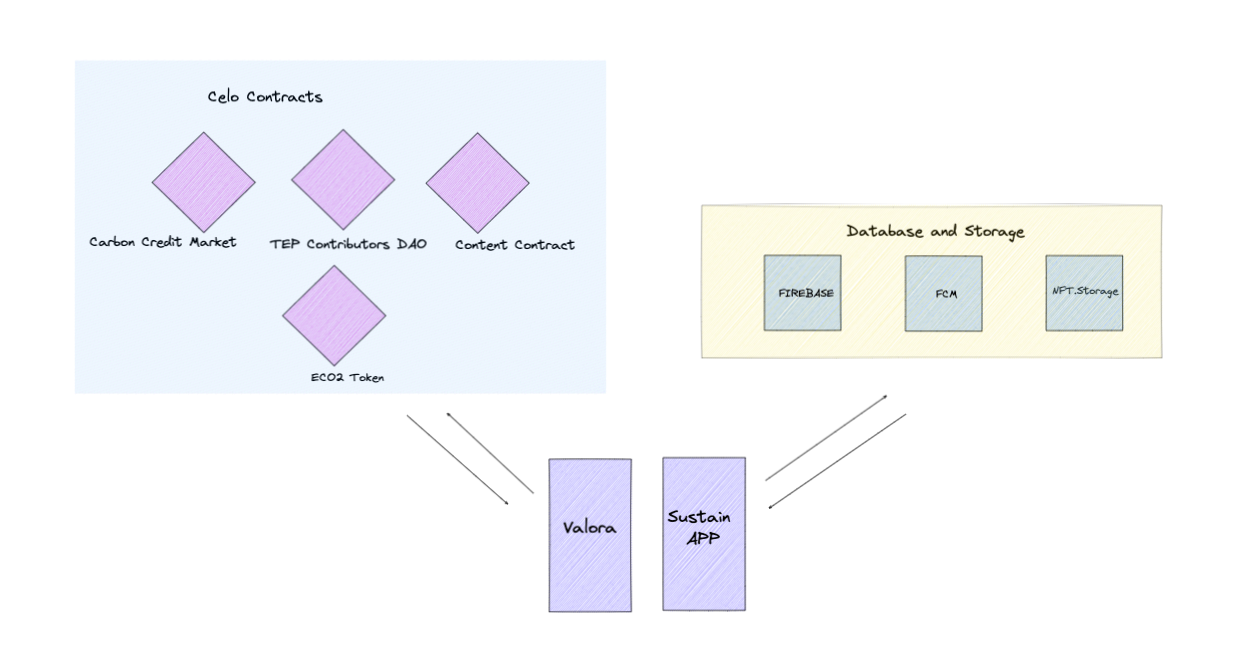 Celo Contracts
Carbon Credit Market
TEP Contributors DAO
Content Contract
ECO2 Token
Database and Storage
FIREBASE
FCM
NFT.Storage
Valora
Sustain
APP